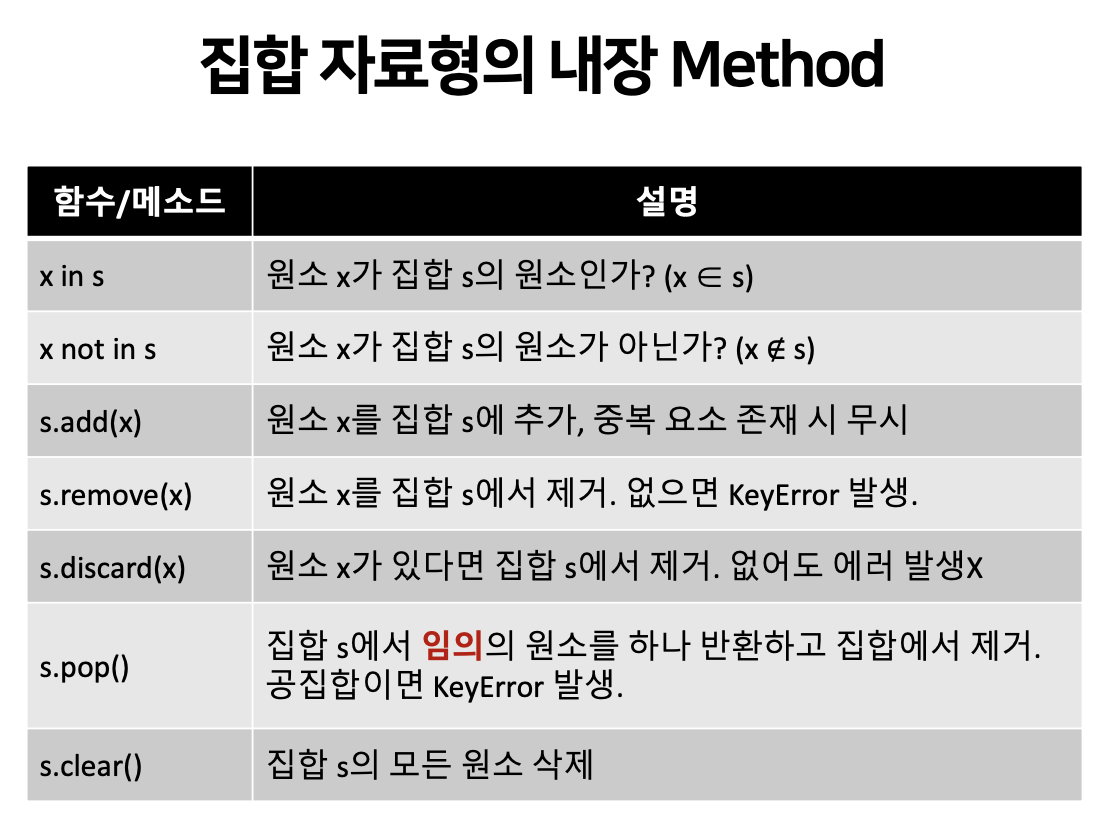 집합 자료형의 내장 Method
함수/메소드 설명
x in s 원소 x가 집합 s의 원소인가? (x ∈ s)
x not in s 원소 x가 집합 s의 원소가 아닌가? (x ∉ s)
s.add(x) 원소 x를 집합 s에 추가, 중복 요소 존재 시 무시
s.remove(x) 원소 x를 집합 s에서 제거. 없으면 KeyError 발생.
s.discard(x) 원소 x가 있다면 집합 s에서 제거. 없어도 에러 발생X
s.pop() 집합 s에서 임의의 원소를 하나 반환하고 집합에서 제거.
공집합이면 KeyError 발생.
s.clear() 집합 s의 모든 원소 삭제